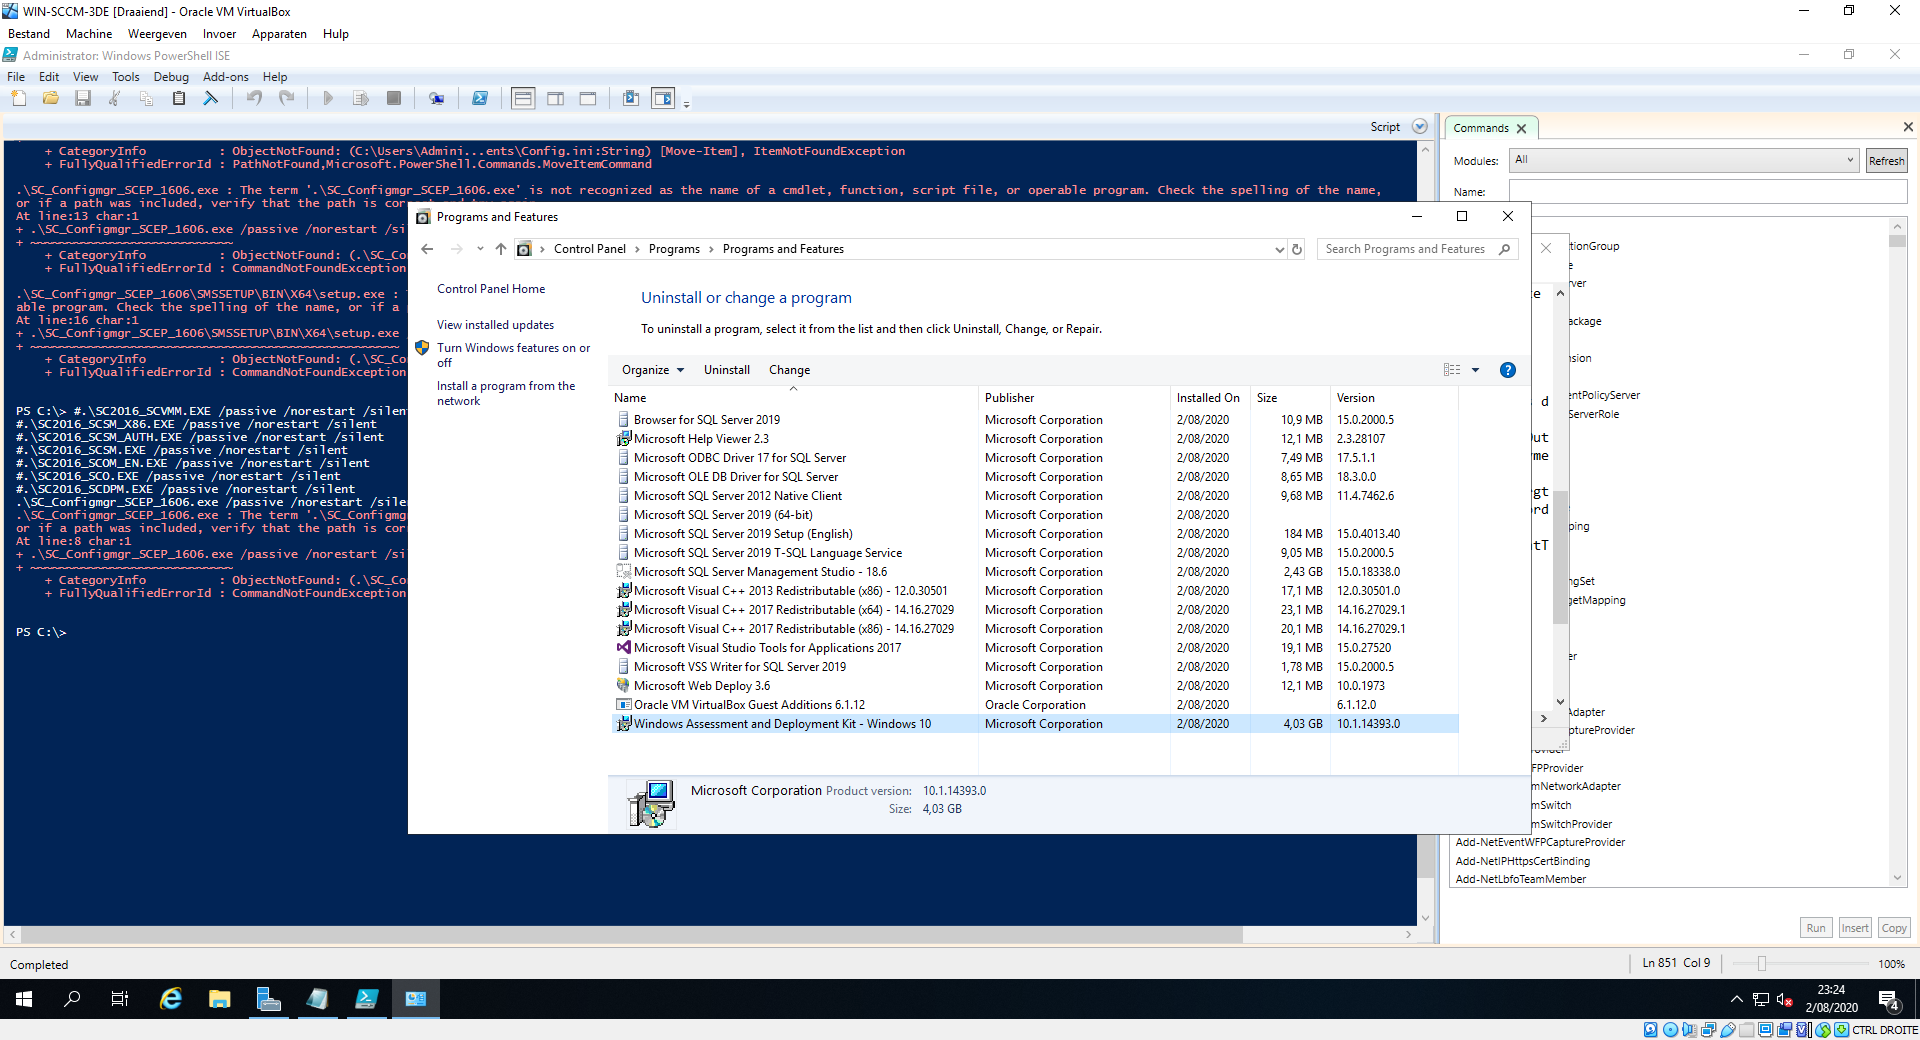 WIN-SCCM-3DE [Draaiend] - Oracle VM VirtualBox
Bestand Machine Weergeven Invoer Apparaten Hulp
Administrator: Windows PowerShell ISE
File Edit View Tools Debug Add-ons Help
Script
+ CategoryInfo : ObjectNotFound: (C:\Users\Admini...ents\Config.ini:String) [Move-Item], ItemNotFoundException
+ FullyQualifiedErrorId : PathNotFound,Microsoft.PowerShell.Commands.MoveItemCommand
.\SC_Configmgr_SCEP_1606.exe : The term '.\SC_Configmgr_SCEP_1606.exe' is not recognized as the name of a cmdlet, function, script file, or operable program. Check the spelling of the name,
or if a path was included, verify that the path is
At line:13 char:1
+ .\SC_Configmgr_SCEP_1606.exe /passive /norestart /si
+ ~~~~~~~~~~~~~~~~~~~~~~~~~~~~
+ CategoryInfo : ObjectNotFound: (.\SC_Co
+ FullyQualifiedErrorId : CommandNotFoundException
.\SC_Configmgr_SCEP_1606\SMSSETUP\BIN\X64\setup.exe :
able program. Check the spelling of the name, or if a p
At line:16 char:1
+ .\SC_Configmgr_SCEP_1606\SMSSETUP\BIN\X64\setup.exe
+ ~~~~~~~~~~~~~~~~~~~~~~~~~~~~~~~~~~~~~~~~~~~~~~~~~~~
+ CategoryInfo : ObjectNotFound: (.\SC_Co
+ FullyQualifiedErrorId : CommandNotFoundException
PS C:\> #.\SC2016_SCVMM.EXE /passive /norestart /silent
#.\SC2016_SCSM_X86.EXE /passive /norestart /silent
#.\SC2016_SCSM_AUTH.EXE /passive /norestart /silent
#.\SC2016_SCSM.EXE /passive /norestart /silent
#.\SC2016_SCOM_EN.EXE /passive /norestart /silent
#.\SC2016_SCO.EXE /passive /norestart /silent
#.\SC2016_SCDPM.EXE /passive /norestart /silent
.\SC_Configmgr_SCEP_1606.exe /passive /norestart /sile
.\SC_Configmgr_SCEP_1606.exe : The term '.\SC_Configmg
or if a path was included, verify that the path is cor
At line:8 char:1
+ .\SC_Configmgr_SCEP_1606.exe /passive /norestart /si
+ ~~~~~~~~~~~~~~~~~~~~~~~~~~~~
+ CategoryInfo : ObjectNotFound: (.\SC_Co
+ FullyQualifiedErrorId : CommandNotFoundException
PS C:\>
Programs and Features
Control Panel > Programs > Programs and Features
Search Programs and Features
Control Panel Home
View installed updates
Turn Windows features on or
off
Install a program from the
network
Uninstall or change a program
To uninstall a program, select it from the list and then click Uninstall, Change, or Repair.
Organize Uninstall Change
Name Publisher Installed On Size Version
Browser for SQL Server 2019 Microsoft Corporation 2/08/2020 10,9 MB 15.0.2000.5
Microsoft Help Viewer 2.3 Microsoft Corporation 2/08/2020 12,1 MB 2.3.28107
Microsoft ODBC Driver 17 for SQL Server Microsoft Corporation 2/08/2020 7,49 MB 17.5.1.1
Microsoft OLE DB Driver for SQL Server Microsoft Corporation 2/08/2020 8,65 MB 18.3.0.0
Microsoft SQL Server 2012 Native Client Microsoft Corporation 2/08/2020 9,68 MB 11.4.7462.6
Microsoft SQL Server 2019 (64-bit) Microsoft Corporation 2/08/2020
Microsoft SQL Server 2019 Setup (English) Microsoft Corporation 2/08/2020 184 MB 15.0.4013.40
Microsoft SQL Server 2019 T-SQL Language Service Microsoft Corporation 2/08/2020 9,05 MB 15.0.2000.5
Microsoft SQL Server Management Studio - 18.6 Microsoft Corporation 2/08/2020 2,43 GB 15.0.18338.0
Microsoft Visual C++ 2013 Redistributable (x86) - 12.0.30501 Microsoft Corporation 2/08/2020 17,1 MB 12.0.30501.0
Microsoft Visual C++ 2017 Redistributable (x64) - 14.16.27029 Microsoft Corporation 2/08/2020 23,1 MB 14.16.27029.1
Microsoft Visual C++ 2017 Redistributable (x86) - 14.16.27029 Microsoft Corporation 2/08/2020 20,1 MB 14.16.27029.1
Microsoft Visual Studio Tools for Applications 2017 Microsoft Corporation 2/08/2020 19,1 MB 15.0.27520
Microsoft VSS Writer for SQL Server 2019 Microsoft Corporation 2/08/2020 1,78 MB 15.0.2000.5
Microsoft Web Deploy 3.6 Microsoft Corporation 2/08/2020 12,1 MB 10.0.1973
Oracle VM VirtualBox Guest Additions 6.1.12 Oracle Corporation 2/08/2020 6.1.12.0
Windows Assessment and Deployment Kit - Windows 10 Microsoft Corporation 2/08/2020 4,03 GB 10.1.14393.0
Microsoft Corporation Product version: 10.1.14393.0
Size: 4,03 GB
e
d
Out
yme
rgt
ord
tT
Commands
Modules: All Refresh
Name:
tionGroup
e
rver
ackage
nsion
entPolicyServer
ServerRole
ping
ngSet
getMapping
er
Adapter
ptureProvider
FPProvider
mNetworkAdapter
mSwitch
mSwitchProvider
Add-NetEventWFPCaptureProvider
Add-NetIPHttpsCertBinding
Add-NetLbfoTeamMember
Run Insert Copy
Completed
Ln 851 Col 9
100%
23:24
2/08/2020
4
CTRL DROITE